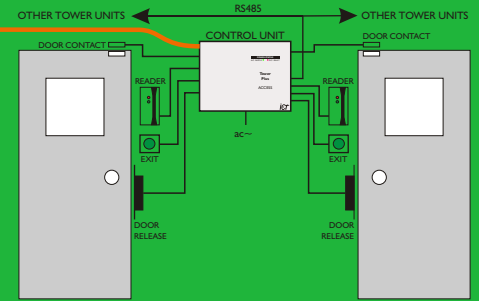 RS485
OTHER TOWER UNITS
OTHER TOWER UNITS
CONTROL UNIT
DOOR CONTACT
DOOR CONTACT
Tower
Plus
ACCESS
READER
READER
ac~
EXIT
EXIT
DOOR
RELEASE
DOOR
RELEASE